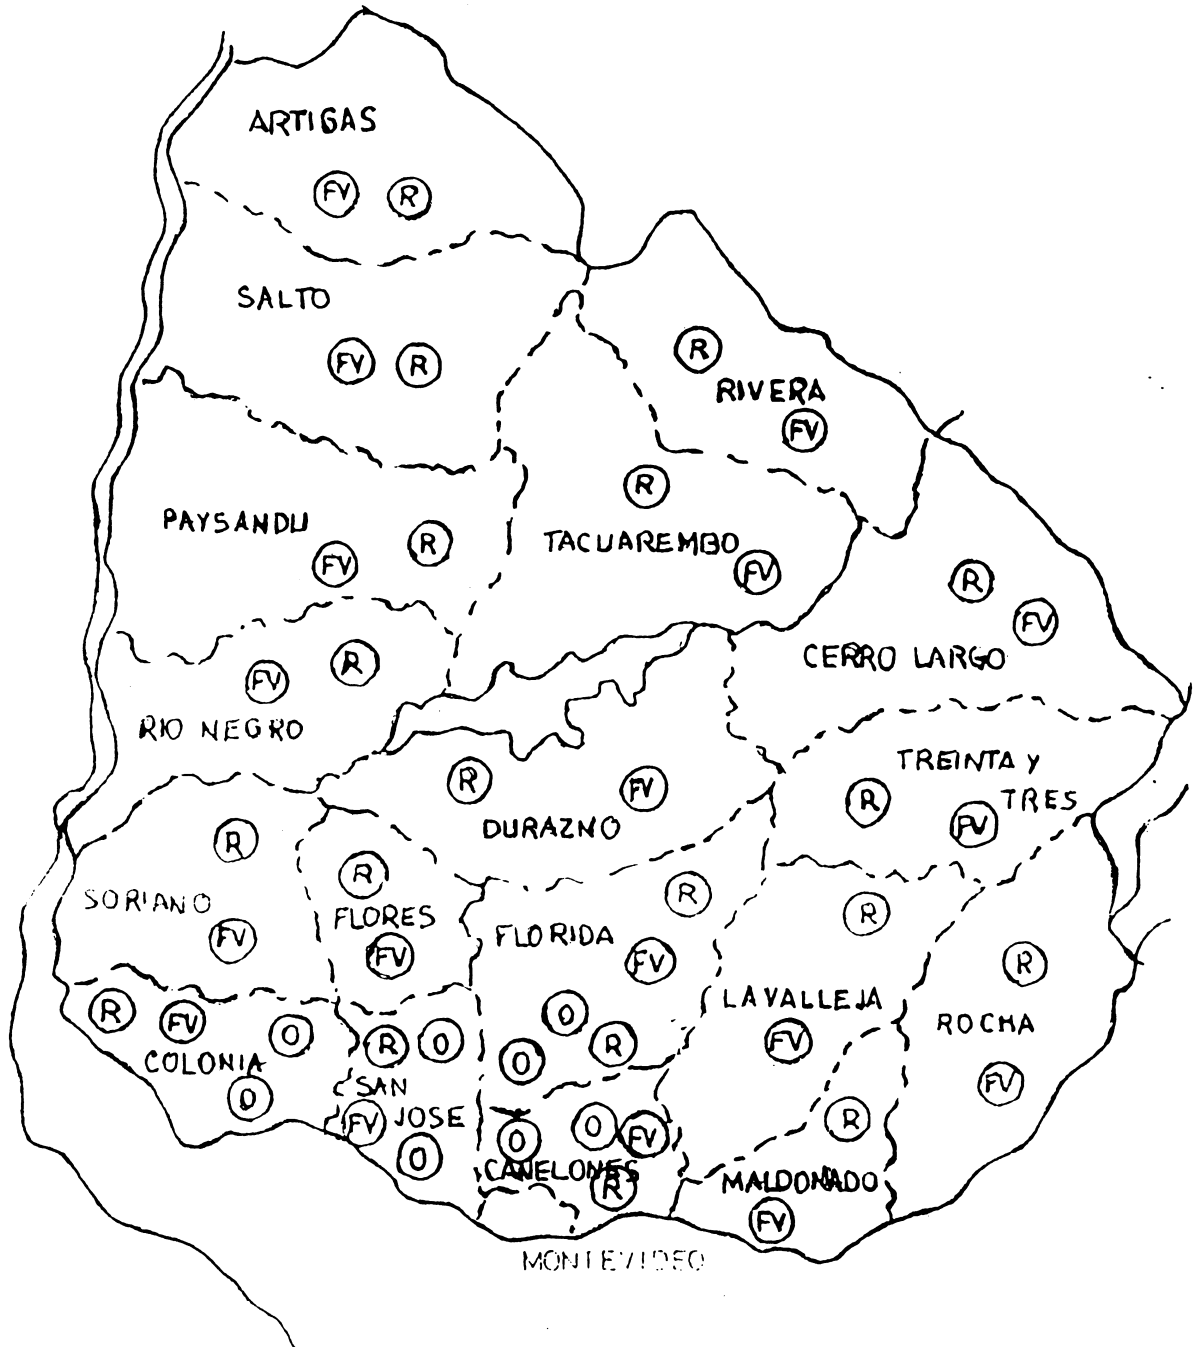 ARTIGAS
FV R
SALTO
FV R
R
RIVERA
FV
R
PAYSANDU
R
TACUAREMBO
FV
FV
R
FV
CERRO LARGO
R
FV
RIO NEGRO
TREINTA Y
TRES
R
FV
R
FV
DURAZNO
R
SORIANO
FV
R
FLORES
FV
R
FLORIDA
FV
O
O
R
R
LAVALLEJA
FV
R
ROCHA
FV
R
FV
O
COLONIA
O
R
O
SAN
JOSE
FV
O
O
O
FV
CANELONES
R
R
MALDONADO
FV
MONTEVIDEO